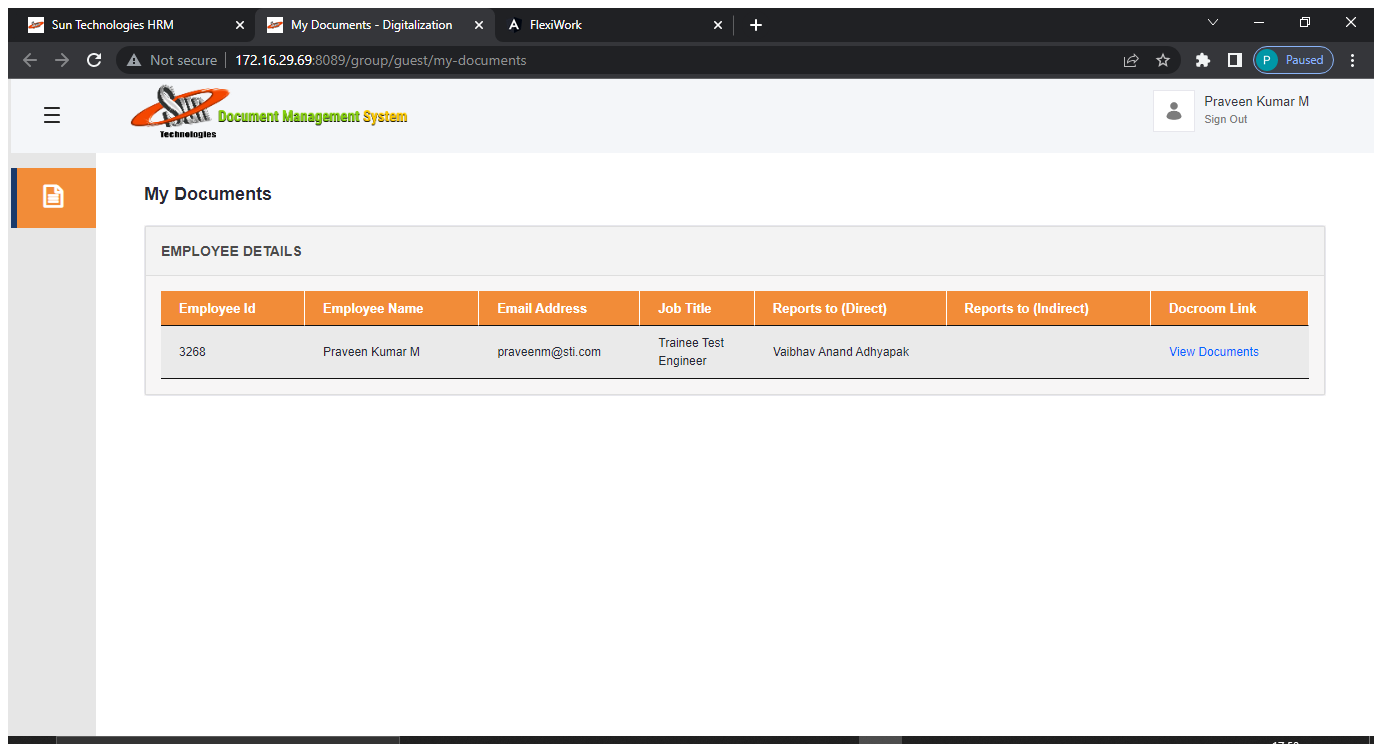 Sun Technologies HRM
My Documents - Digitalization
FlexiWork
Not secure
172.16.29.69:8089/group/guest/my-documents
P
Paused
Sun
Technologies
Document Management System
Praveen Kumar M
Sign Out
My Documents
EMPLOYEE DETAILS
Employee Id Employee Name Email Address Job Title Reports to (Direct) Reports to (Indirect) Docroom Link
3268 Praveen Kumar M praveenm@sti.com Trainee Test Vaibhav Anand Adhyapak View Documents
Engineer